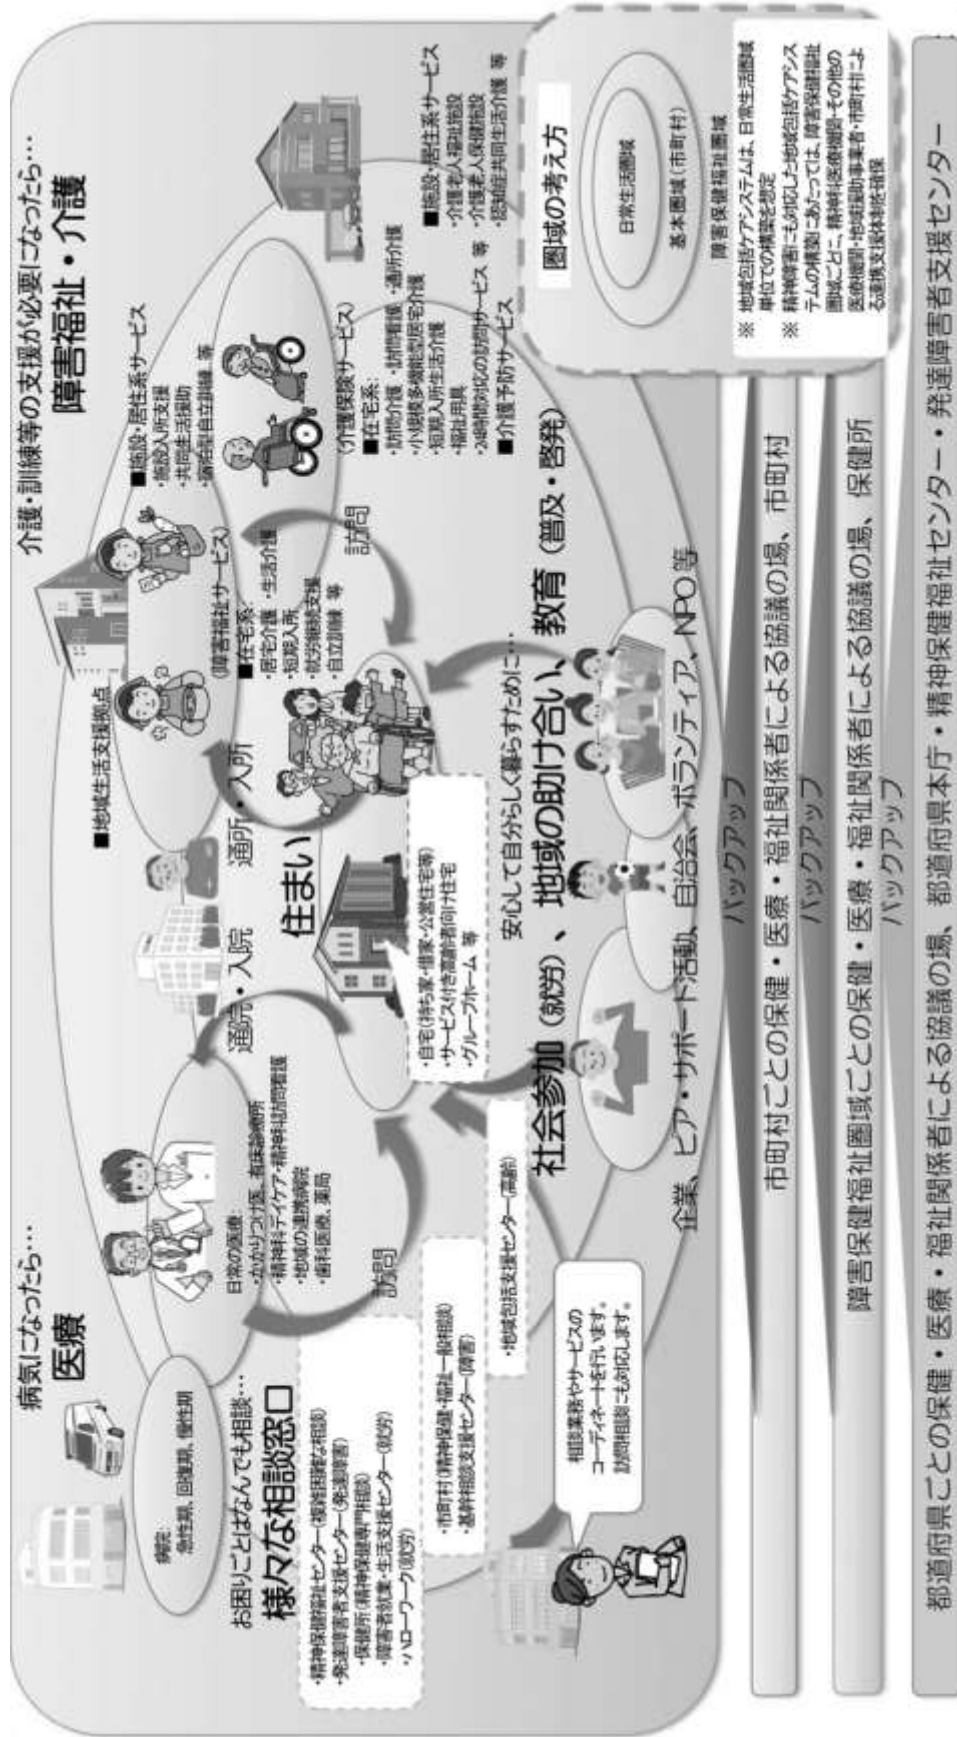 病気になったら…
医療
病院:
急性期、回復期、慢性期
日常の医療:
・かかりつけ医、有床診療所
・精神科デイケア・精神科訪問看護
・地域の連携病院
・歯科医療、薬局
通院・入院
訪問
介護・訓練等の支援が必要になったら…
障害福祉・介護
■地域生活支援拠点
通所・入所
訪問
■施設・居住系サービス
・施設入所支援
・共同生活援助
・宿泊型自立訓練 等
(障害福祉サービス)
■在宅系:
・居宅介護 ・生活介護
・短期入所
・就労継続支援
・自立訓練 等
(介護保険サービス)
■在宅系:
・訪問介護 ・訪問看護 ・通所介護
・小規模多機能型居宅介護
・短期入所生活介護
・福祉用具
・24時間対応の訪問サービス 等
■介護予防サービス
■施設・居住系サービス
・介護老人福祉施設
・介護老人保健施設
・認知症共同生活介護 等
住まい
・自宅(持ち家・借家・公営住宅等)
・サービス付き高齢者向け住宅
・グループホーム 等
お困りごとはなんでも相談…
様々な相談窓口
・精神保健福祉センター(複雑困難な相談)
・発達障害者支援センター(発達障害)
・保健所(精神保健専門相談)
・障害者就業・生活支援センター(就労)
・ハローワーク(就労)
・市町村(精神保健・福祉一般相談)
・基幹相談支援センター(障害)
・地域包括支援センター(高齢)
相談業務やサービスの
コーディネートを行います。
訪問相談にも対応します。
安心して自分らしく暮らすために…
社会参加(就労)、地域の助け合い、教育(普及・啓発)
企業、ピア・サポート活動、自治会、ボランティア、NPO等
圏域の考え方
日常生活圏域
基本圏域(市町村)
障害保健福祉圏域
※ 地域包括ケアシステムは、日常生活圏域
単位での構築を想定
※ 精神障害にも対応した地域包括ケアシス
テムの構築にあたっては、障害保健福祉
圏域ごとに、精神科医療機関・その他の
医療機関・地域援助事業者・市町村によ
る連携支援体制を確保
バックアップ
市町村ごとの保健・医療・福祉関係者による協議の場、市町村
バックアップ
障害保健福祉圏域ごとの保健・医療・福祉関係者による協議の場、保健所
バックアップ
都道府県ごとの保健・医療・福祉関係者による協議の場、都道府県本庁・精神保健福祉センター・発達障害者支援センター